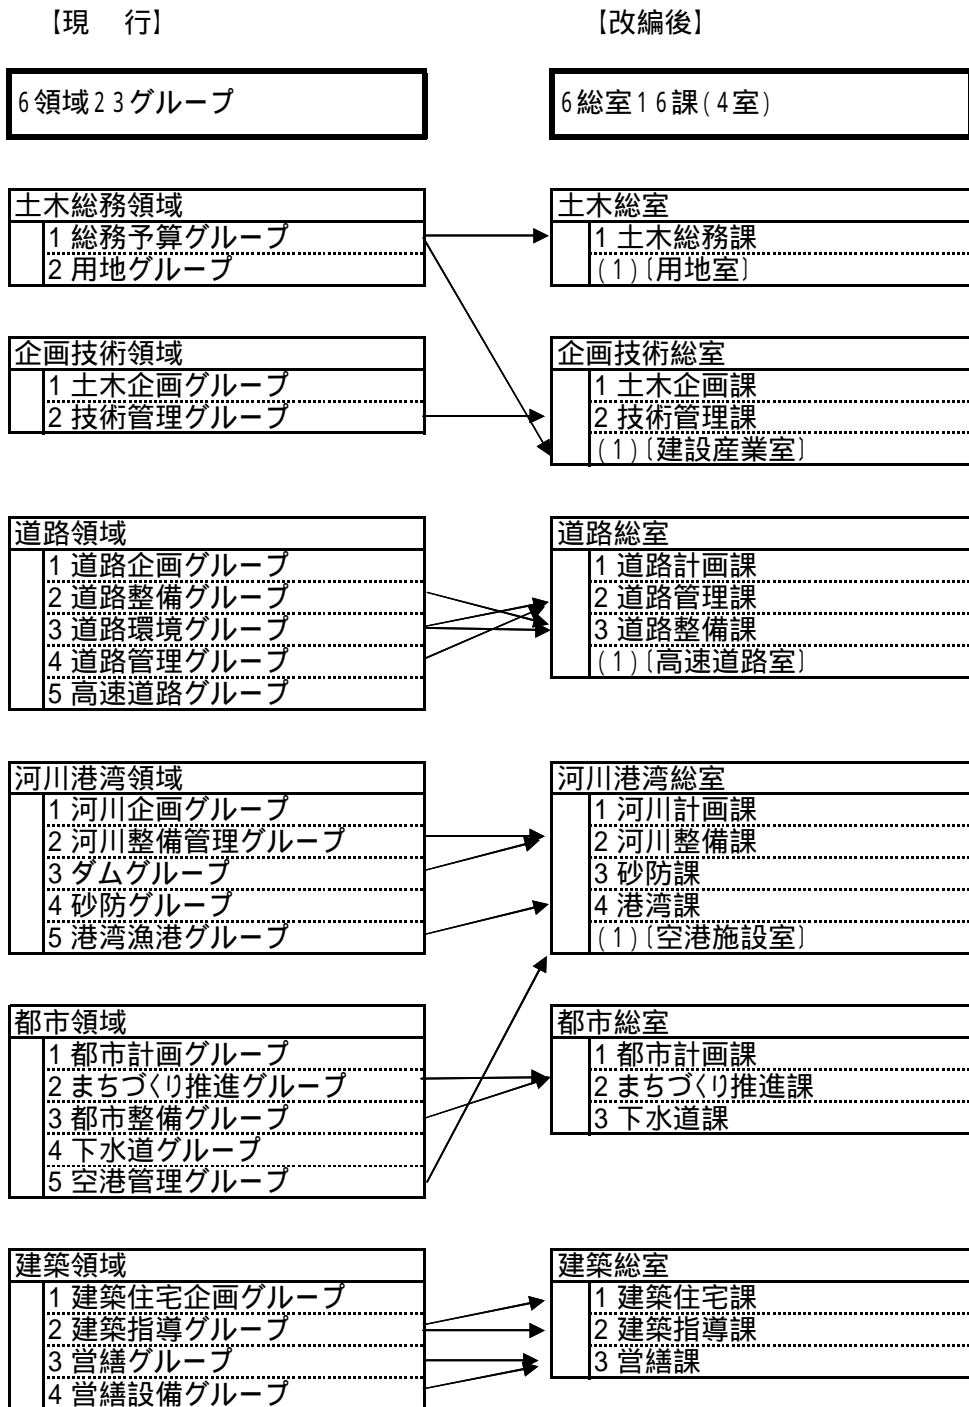 【現　行】
【改編後】
6領域23グループ
6総室16課(4室)
土木総務領域
1 総務予算グループ
2 用地グループ
土木総室
1 土木総務課
(1)〔用地室〕
企画技術領域
1 土木企画グループ
2 技術管理グループ
企画技術総室
1 土木企画課
2 技術管理課
(1)〔建設産業室〕
道路領域
1 道路企画グループ
2 道路整備グループ
3 道路環境グループ
4 道路管理グループ
5 高速道路グループ
道路総室
1 道路計画課
2 道路管理課
3 道路整備課
(1)〔高速道路室〕
河川港湾領域
1 河川企画グループ
2 河川整備管理グループ
3 ダムグループ
4 砂防グループ
5 港湾漁港グループ
河川港湾総室
1 河川計画課
2 河川整備課
3 砂防課
4 港湾課
(1)〔空港施設室〕
都市領域
1 都市計画グループ
2 まちづくり推進グループ
3 都市整備グループ
4 下水道グループ
5 空港管理グループ
都市総室
1 都市計画課
2 まちづくり推進課
3 下水道課
建築領域
1 建築住宅企画グループ
2 建築指導グループ
3 営繕グループ
4 営繕設備グループ
建築総室
1 建築住宅課
2 建築指導課
3 営繕課